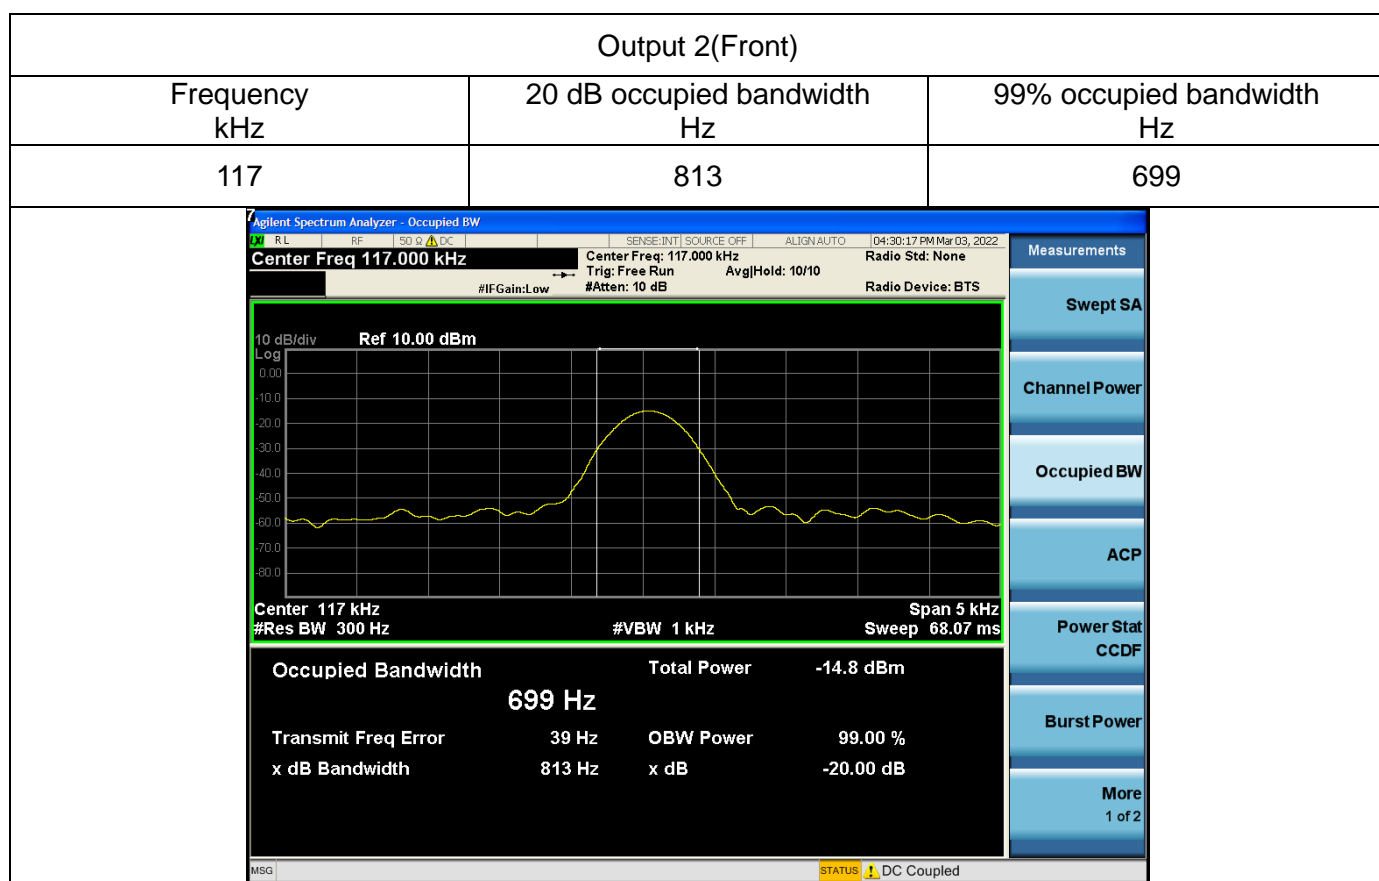 Output 2(Front)
Frequency
kHz
20 dB occupied bandwidth
Hz
99% occupied bandwidth
Hz
117
813
699
7
Agilent Spectrum Analyzer - Occupied BW
LXI
RL
RF
50 Ω
DC
SENSE:INT
SOURCE OFF
ALIGN AUTO
04:30:17 PM Mar 03, 2022
Center Freq 117.000 kHz
#IFGain:Low
Center Freq: 117.000 kHz
Trig: Free Run
Avg|Hold: 10/10
#Atten: 10 dB
Radio Std: None
Radio Device: BTS
10 dB/div
Ref 10.00 dBm
Log
0.00
-10.0
-20.0
-30.0
-40.0
-50.0
-60.0
-70.0
-80.0
Center 117 kHz
Span 5 kHz
#Res BW 300 Hz
#VBW 1 kHz
Sweep 68.07 ms
Occupied Bandwidth
699 Hz
Total Power
-14.8 dBm
Transmit Freq Error
39 Hz
OBW Power
99.00 %
x dB Bandwidth
813 Hz
x dB
-20.00 dB
Measurements
Swept SA
Channel Power
Occupied BW
ACP
Power Stat
CCDF
Burst Power
More
1 of 2
MSG
STATUS
DC Coupled